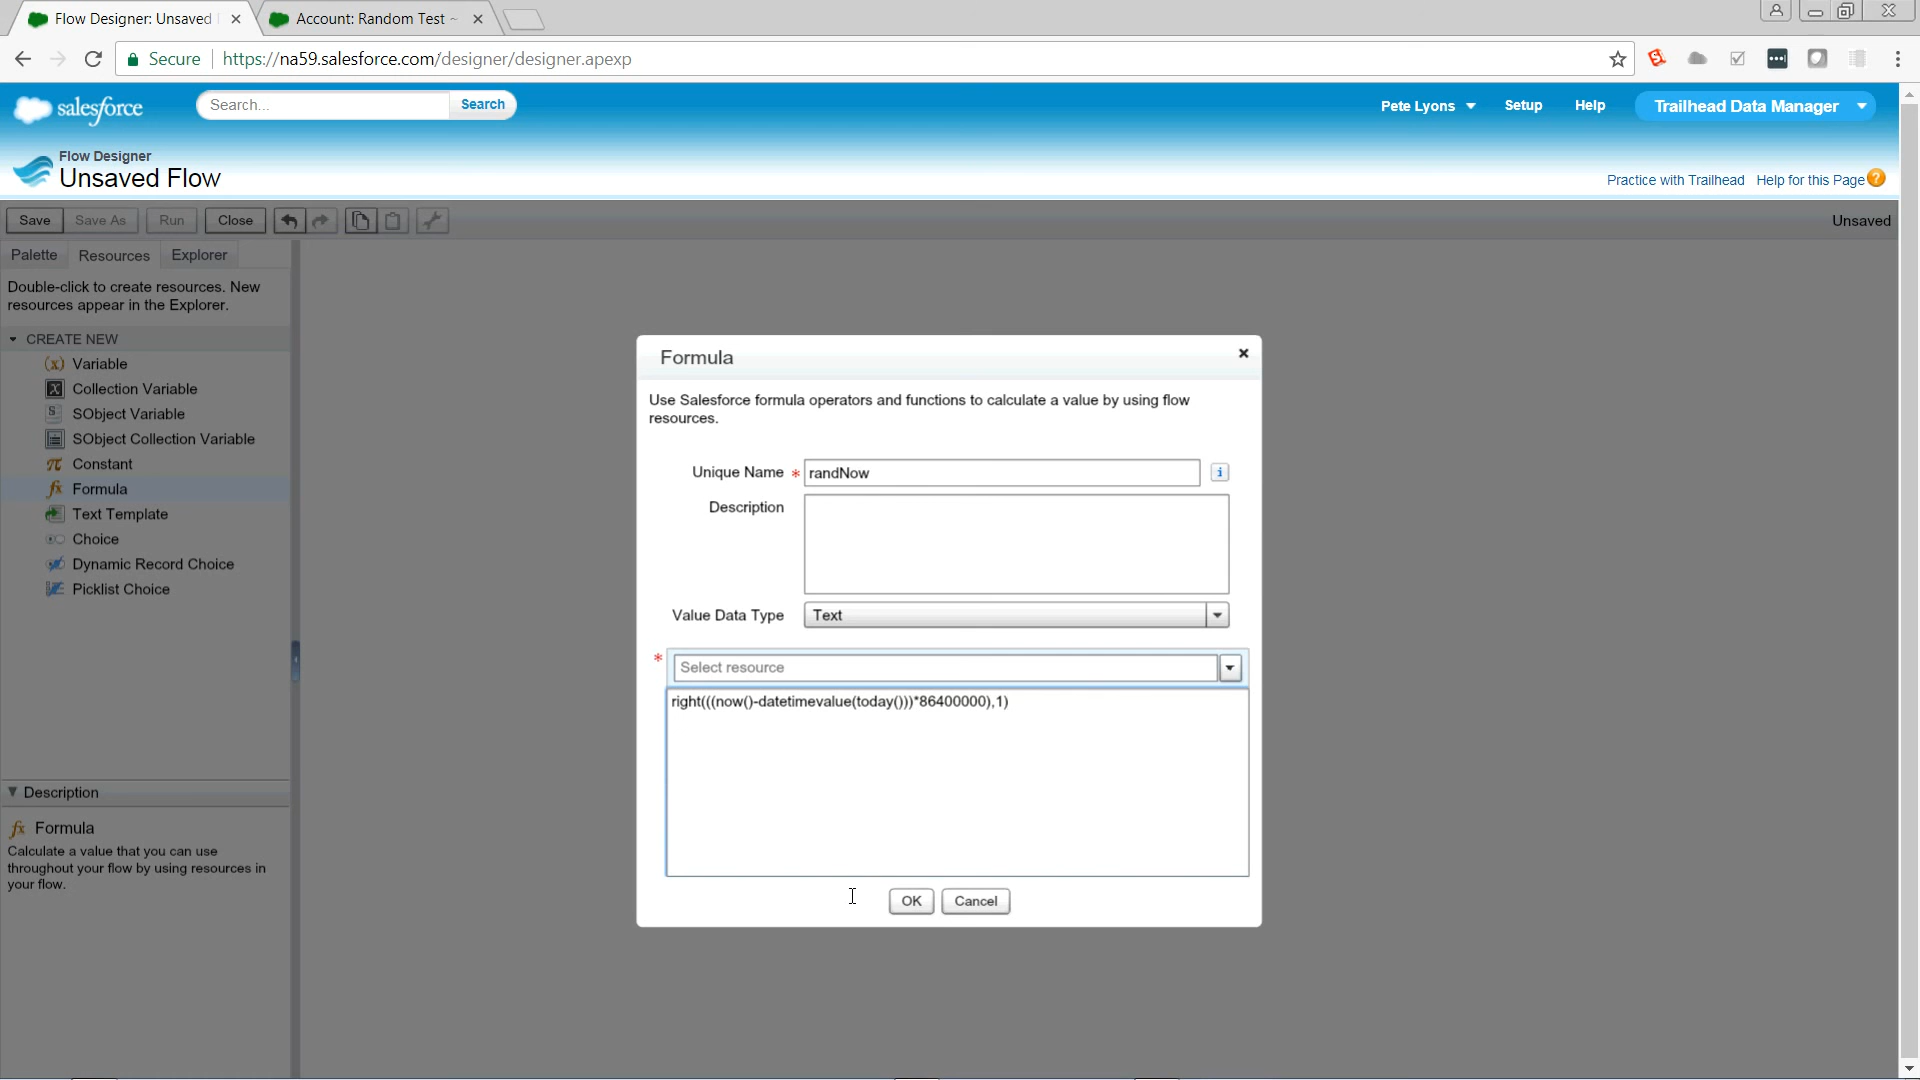 Flow Designer: Unsaved
Account: Random Test ~
Secure
https://na59.salesforce.com/designer/designer.apexp
salesforce
Search...
Search
Pete Lyons
Setup
Help
Trailhead Data Manager
Flow Designer
Unsaved Flow
Practice with Trailhead
Help for this Page
?
Save
Save As
Run
Close
Unsaved
Palette
Resources
Explorer
Double-click to create resources. New
resources appear in the Explorer.
CREATE NEW
(x) Variable
Collection Variable
SObject Variable
SObject Collection Variable
π Constant
fx Formula
Text Template
Choice
Dynamic Record Choice
Picklist Choice
Description
fx Formula
Calculate a value that you can use
throughout your flow by using resources in
your flow.
Formula
Use Salesforce formula operators and functions to calculate a value by using flow
resources.
Unique Name * randNow
i
Description
Value Data Type Text
* Select resource
right(((now()-datetimevalue(today()))*86400000),1)
OK
Cancel